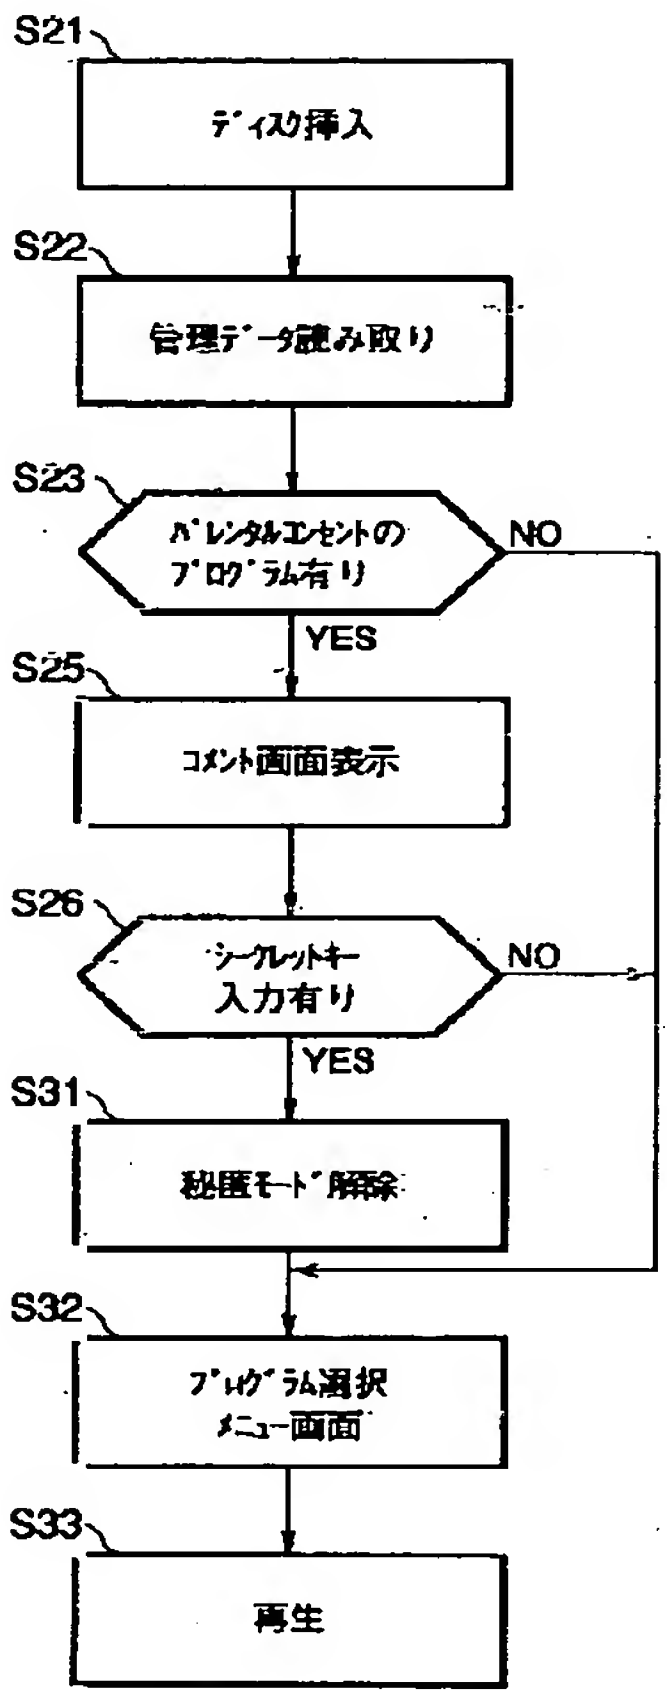 S21
ディスク挿入
S22
管理データ読み取り
S23
パレンタルコンセントの
プログラム有り
NO
YES
S25
コメント画面表示
S26
シークレットキー
入力有り
NO
YES
S31
秘匿モード解除
S32
プログラム選択
メニュー画面
S33
再生